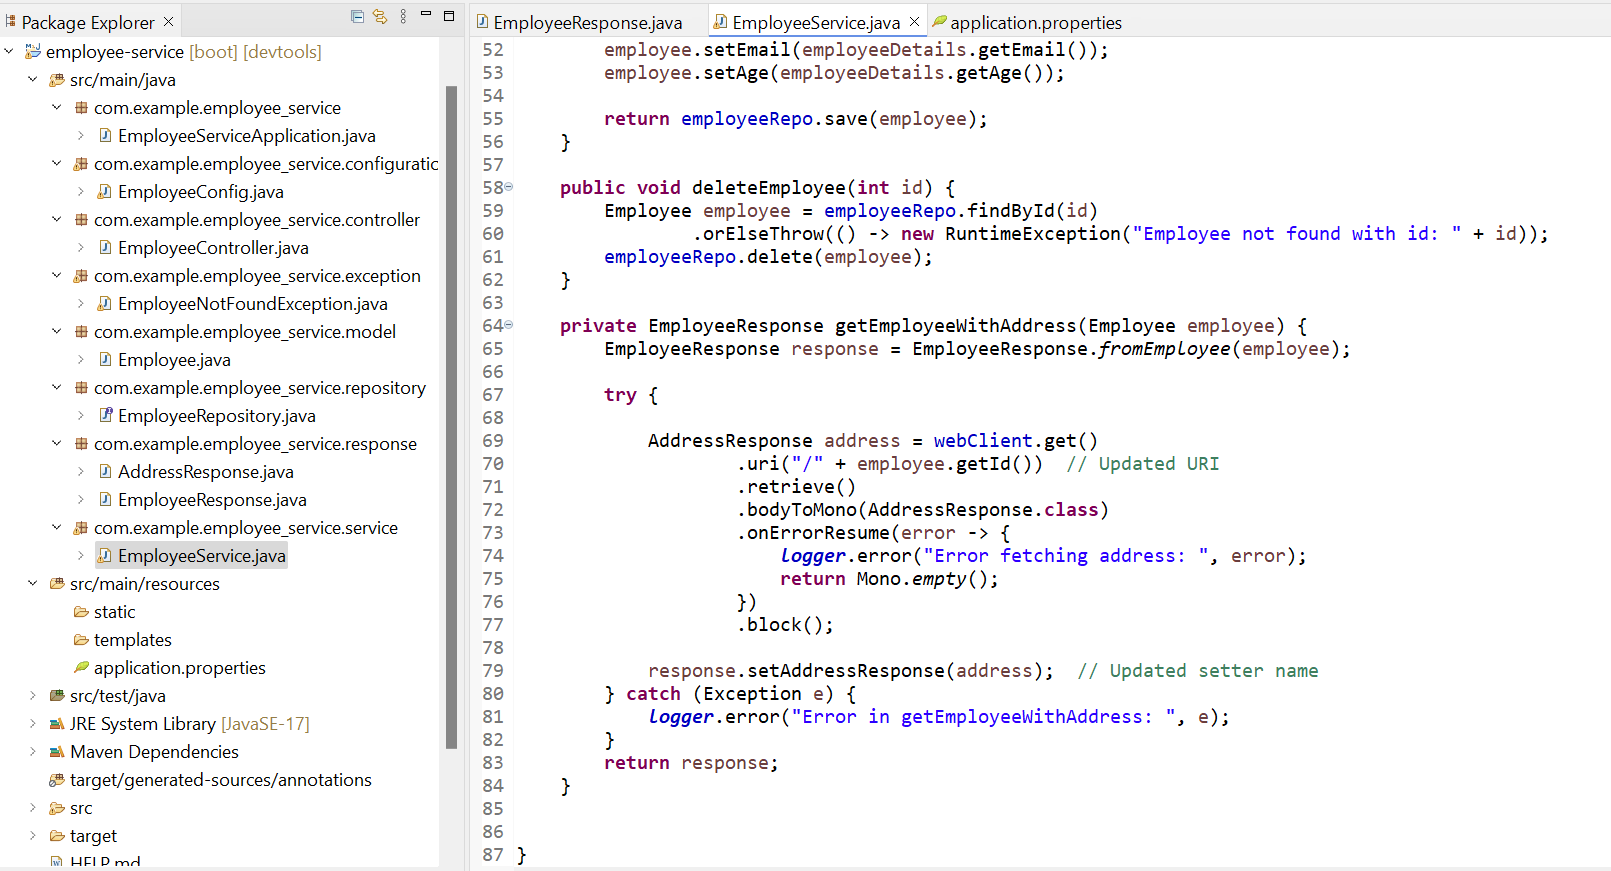 Package Explorer
employee-service [boot] [devtools]
src/main/java
com.example.employee_service
EmployeeServiceApplication.java
com.example.employee_service.configuratic
EmployeeConfig.java
com.example.employee_service.controller
EmployeeController.java
com.example.employee_service.exception
EmployeeNotFoundException.java
com.example.employee_service.model
Employee.java
com.example.employee_service.repository
EmployeeRepository.java
com.example.employee_service.response
AddressResponse.java
EmployeeResponse.java
com.example.employee_service.service
EmployeeService.java
src/main/resources
static
templates
application.properties
src/test/java
JRE System Library [JavaSE-17]
Maven Dependencies
target/generated-sources/annotations
src
target
HELP.md
EmployeeResponse.java EmployeeService.java application.properties
52 employee.setEmail(employeeDetails.getEmail());
53 employee.setAge(employeeDetails.getAge());
54
55 return employeeRepo.save(employee);
56 }
57
58 public void deleteEmployee(int id) {
59 Employee employee = employeeRepo.findById(id)
60 .orElseThrow(() -> new RuntimeException("Employee not found with id: " + id));
61 employeeRepo.delete(employee);
62 }
63
64 private EmployeeResponse getEmployeeWithAddress(Employee employee) {
65 EmployeeResponse response = EmployeeResponse.fromEmployee(employee);
66
67 try {
68
69 AddressResponse address = webClient.get()
70 .uri("/" + employee.getId()) // Updated URI
71 .retrieve()
72 .bodyToMono(AddressResponse.class)
73 .onErrorResume(error -> {
74 logger.error("Error fetching address: ", error);
75 return Mono.empty();
76 })
77 .block();
78
79 response.setAddressResponse(address); // Updated setter name
80 } catch (Exception e) {
81 logger.error("Error in getEmployeeWithAddress: ", e);
82 }
83 return response;
84 }
85
86
87 }